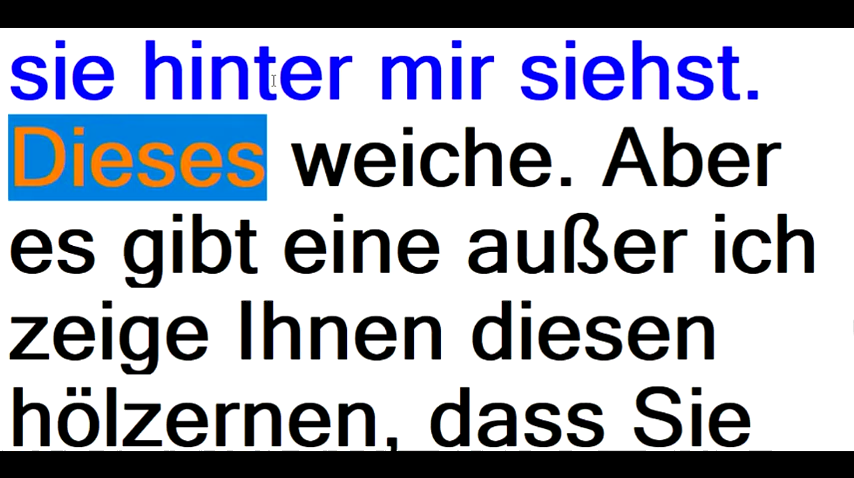 sie hinter mir siehst.
Dieses weiche. Aber
es gibt eine außer ich
zeige Ihnen diesen
hölzernen, dass Sie